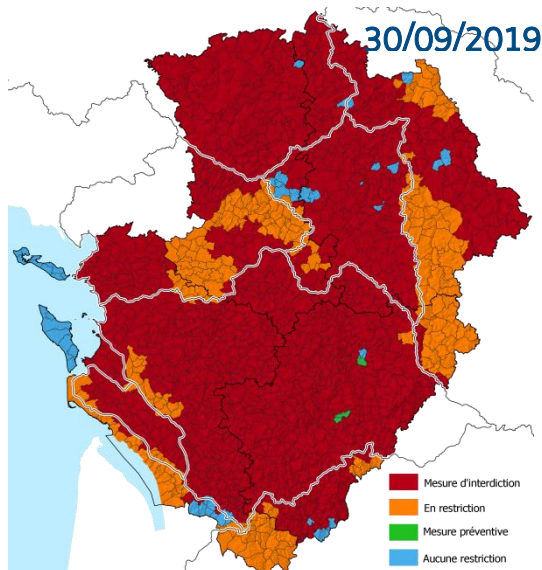 30/09/2019
Mesure d'interdiction
En restriction
Mesure préventive
Aucune restriction